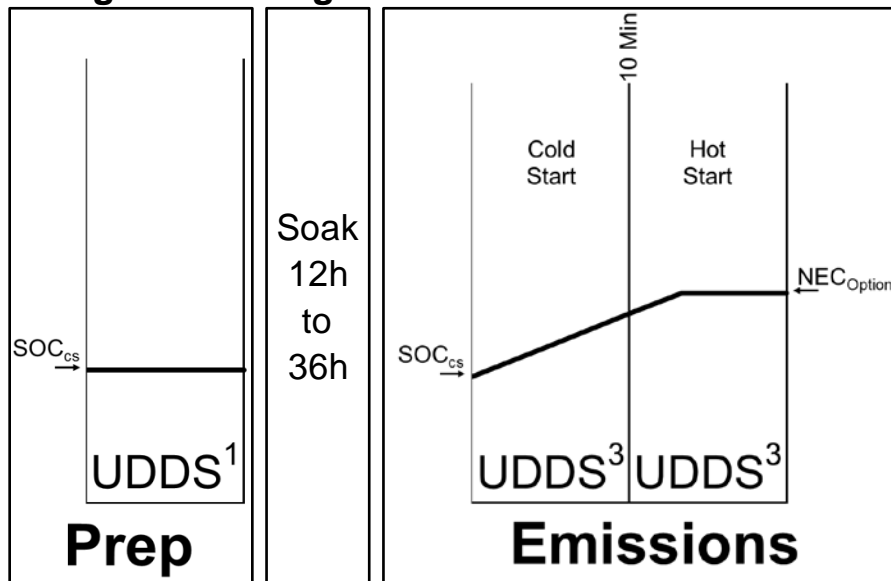 SOCcs
UDDS¹
Prep
Soak
12h
to
36h
10 Min
Cold
Start
Hot
Start
NECOption
SOCcs
UDDS³
UDDS³
Emissions